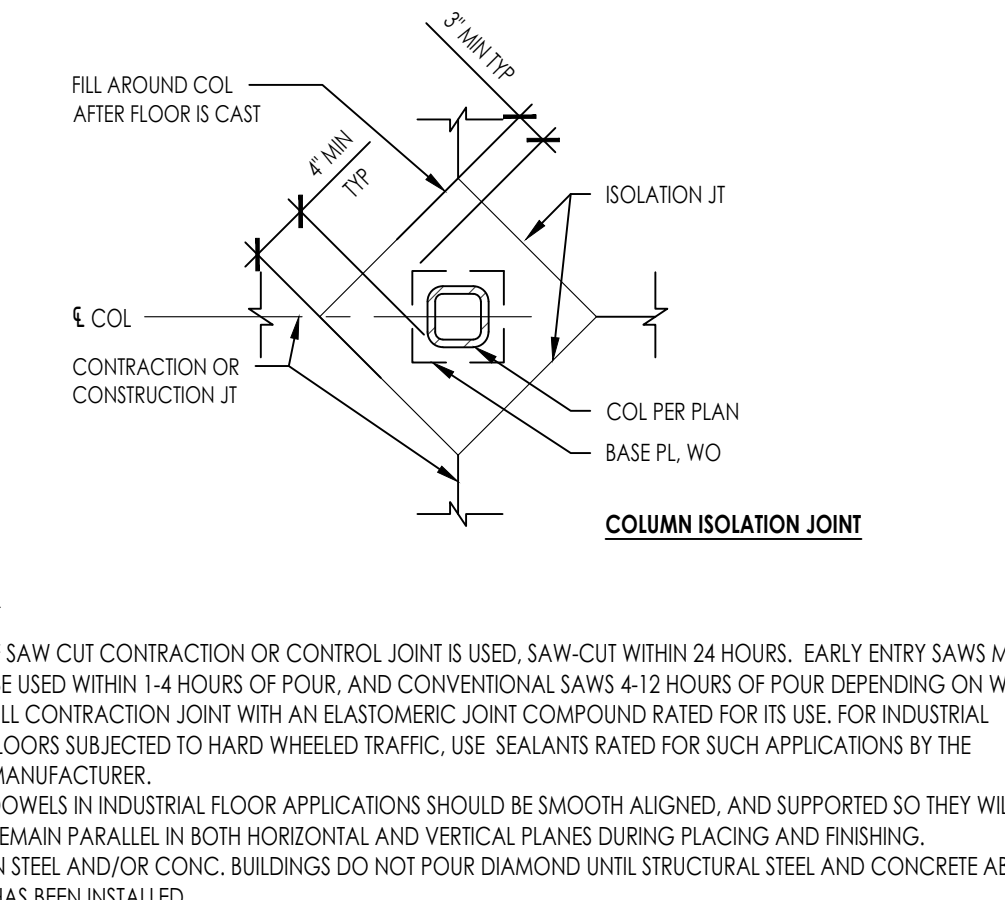 3" MIN TYP
FILL AROUND COL
AFTER FLOOR IS CAST
4" MIN
TYP
ISOLATION JT
℄ COL
CONTRACTION OR
CONSTRUCTION JT
COL PER PLAN
BASE PL, WO
COLUMN ISOLATION JOINT
SAW CUT CONTRACTION OR CONTROL JOINT IS USED, SAW-CUT WITHIN 24 HOURS. EARLY ENTRY SAWS
USED WITHIN 1-4 HOURS OF POUR, AND CONVENTIONAL SAWS 4-12 HOURS OF POUR DEPENDING ON
CONTRACTION JOINT WITH AN ELASTOMERIC JOINT COMPOUND RATED FOR ITS USE. FOR INDUSTRIAL
LOORS SUBJECTED TO HARD WHEELED TRAFFIC, USE SEALANTS RATED FOR SUCH APPLICATIONS BY THE
MANUFACTURER.
DOWELS IN INDUSTRIAL FLOOR APPLICATIONS SHOULD BE SMOOTH ALIGNED, AND SUPPORTED SO THEY WIL
EMAIN PARALLEL IN BOTH HORIZONTAL AND VERTICAL PLANES DURING PLACING AND FINISHING.
N STEEL AND/OR CONC. BUILDINGS DO NOT POUR DIAMOND UNTIL STRUCTURAL STEEL AND CONCRETE AB
HAS BEEN INSTALLED